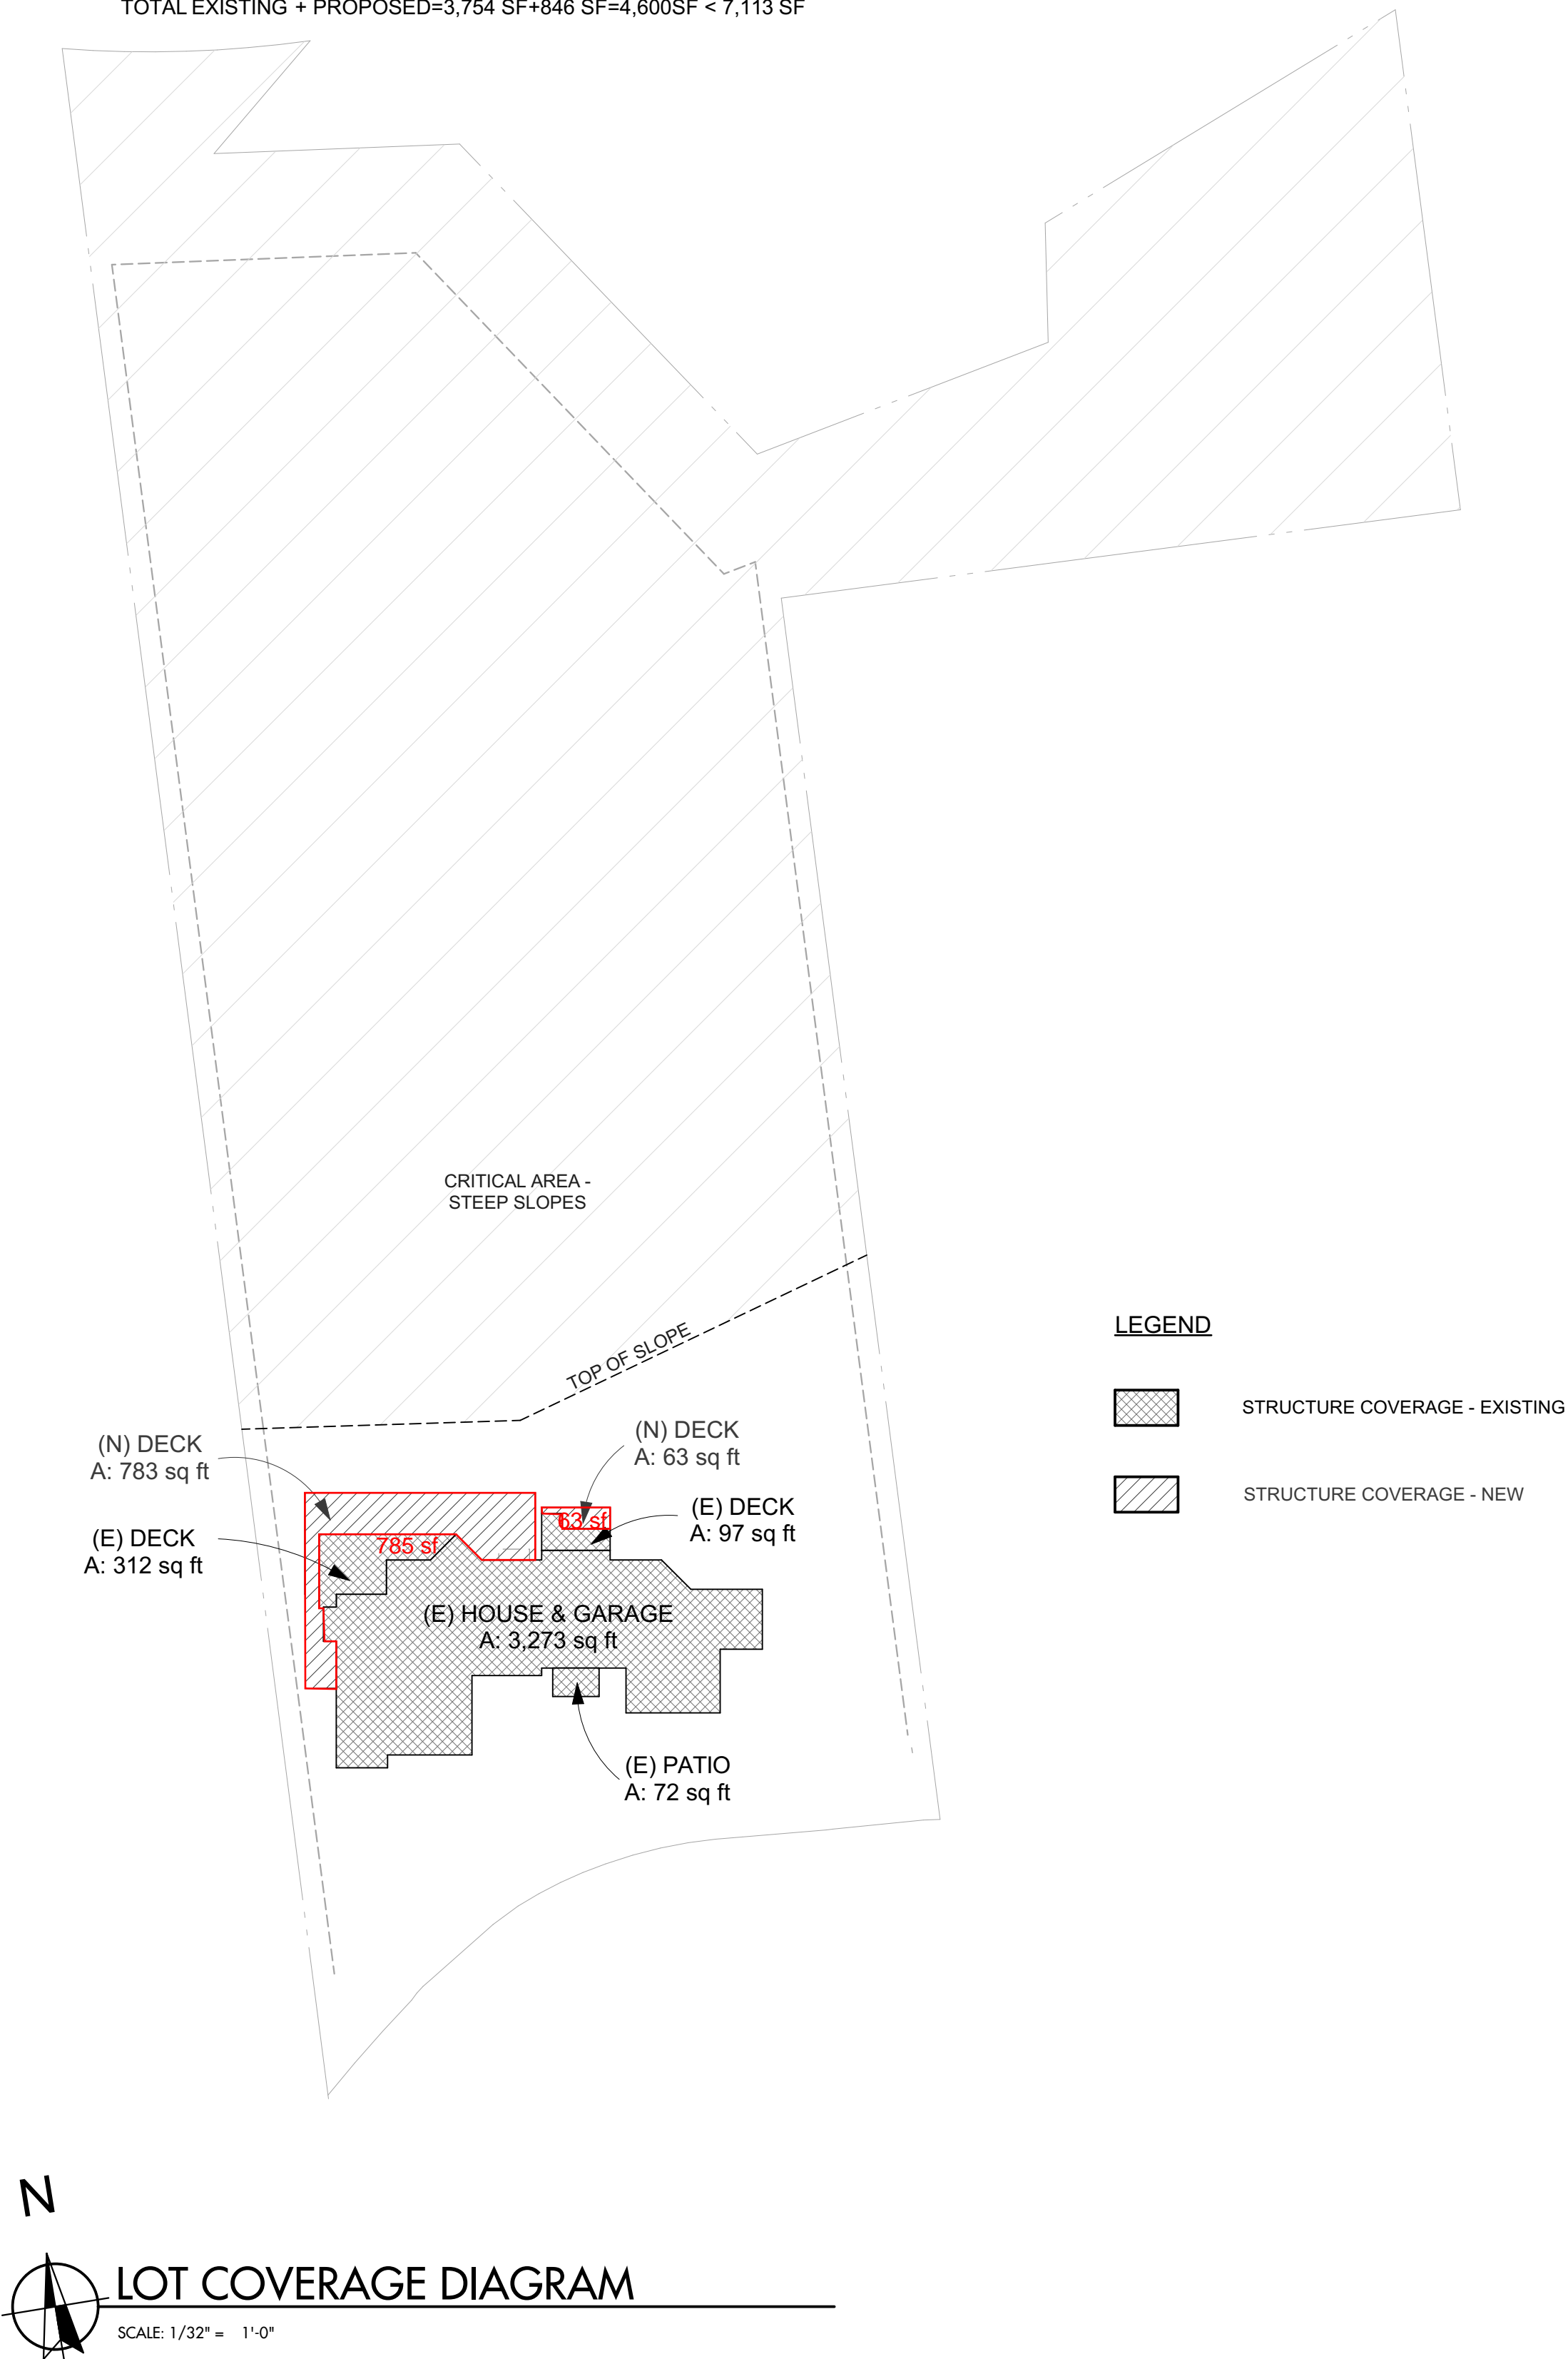 TOTAL EXISTING + PROPOSED=3,754 SF+846 SF=4,600SF < 7,113 SF
CRITICAL AREA -
STEEP SLOPES
TOP OF SLOPE
LEGEND
STRUCTURE COVERAGE - EXISTING
STRUCTURE COVERAGE - NEW
(N) DECK
A: 783 sq ft
(N) DECK
A: 63 sq ft
(E) DECK
A: 312 sq ft
(E) DECK
A: 97 sq ft
63 sf
785 sf
(E) HOUSE & GARAGE
A: 3,273 sq ft
(E) PATIO
A: 72 sq ft
N
LOT COVERAGE DIAGRAM
SCALE: 1/32" = 1'-0"